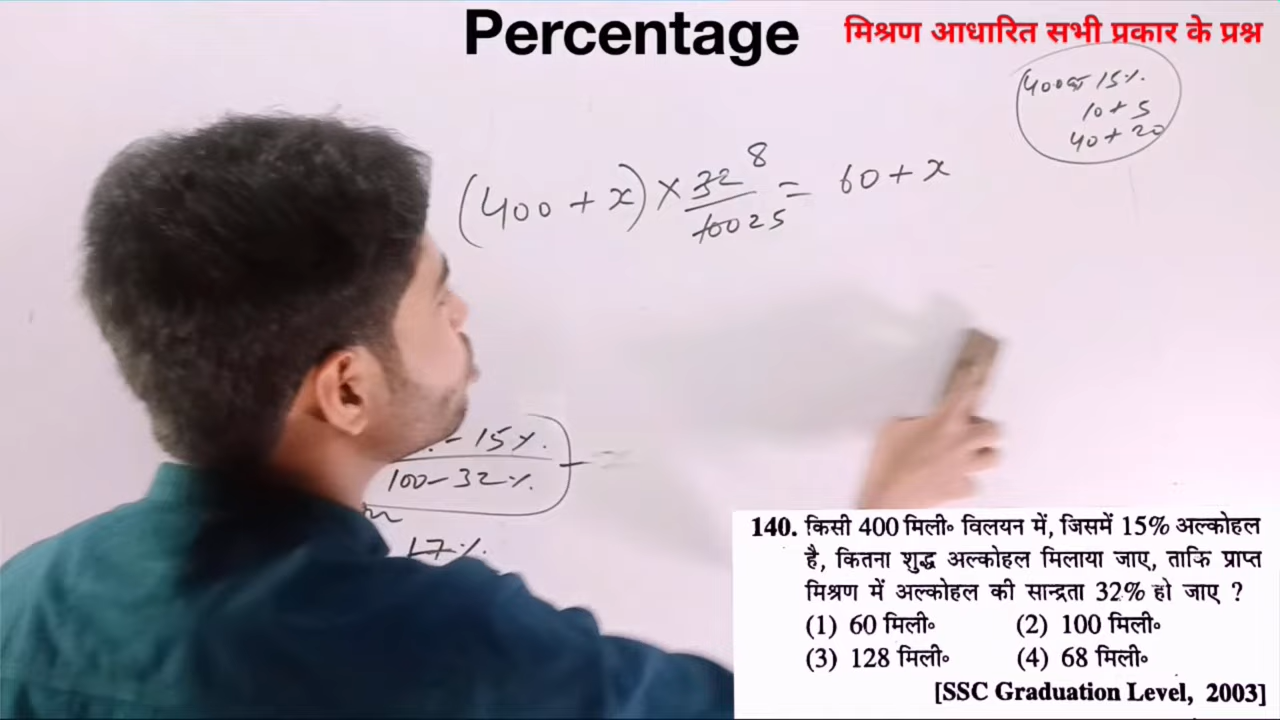 Percentage
मिश्रण आधारित सभी प्रकार के प्रश्न
400 का 15%
10 + 5
40 + 20
(400 + x) × 32 8 / 100 25 = 60 + x
- 15%
100 - 32%
17%
140. किसी 400 मिली॰ विलयन में, जिसमें 15% अल्कोहल
है, कितना शुद्ध अल्कोहल मिलाया जाए, ताकि प्राप्त
मिश्रण में अल्कोहल की सान्द्रता 32% हो जाए ?
(1) 60 मिली॰ (2) 100 मिली॰
(3) 128 मिली॰ (4) 68 मिली॰
[SSC Graduation Level, 2003]